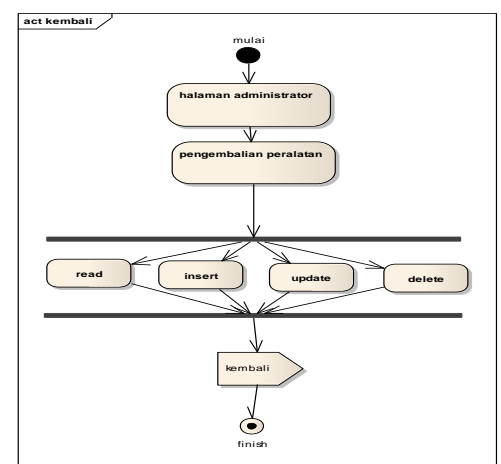 act kembali
mulai
halaman administrator
pengembalian peralatan
read
insert
update
delete
kembali
finish